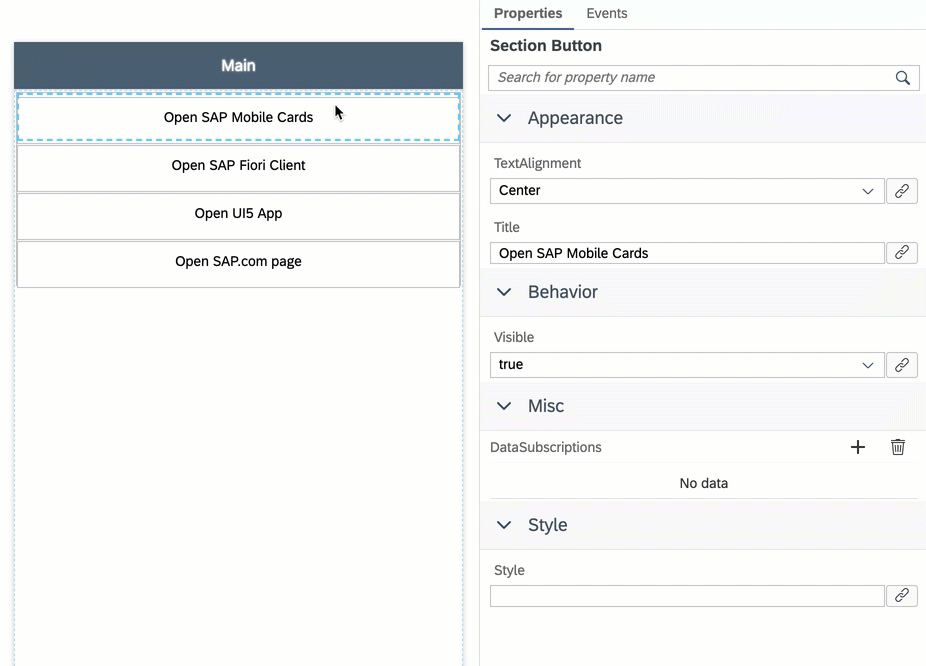 Main
Open SAP Mobile Cards
Open SAP Fiori Client
Open UI5 App
Open SAP.com page
Properties Events
Section Button
Search for property name
Appearance
TextAlignment
Center
Title
Open SAP Mobile Cards
Behavior
Visible
true
Misc
DataSubscriptions
No data
Style
Style